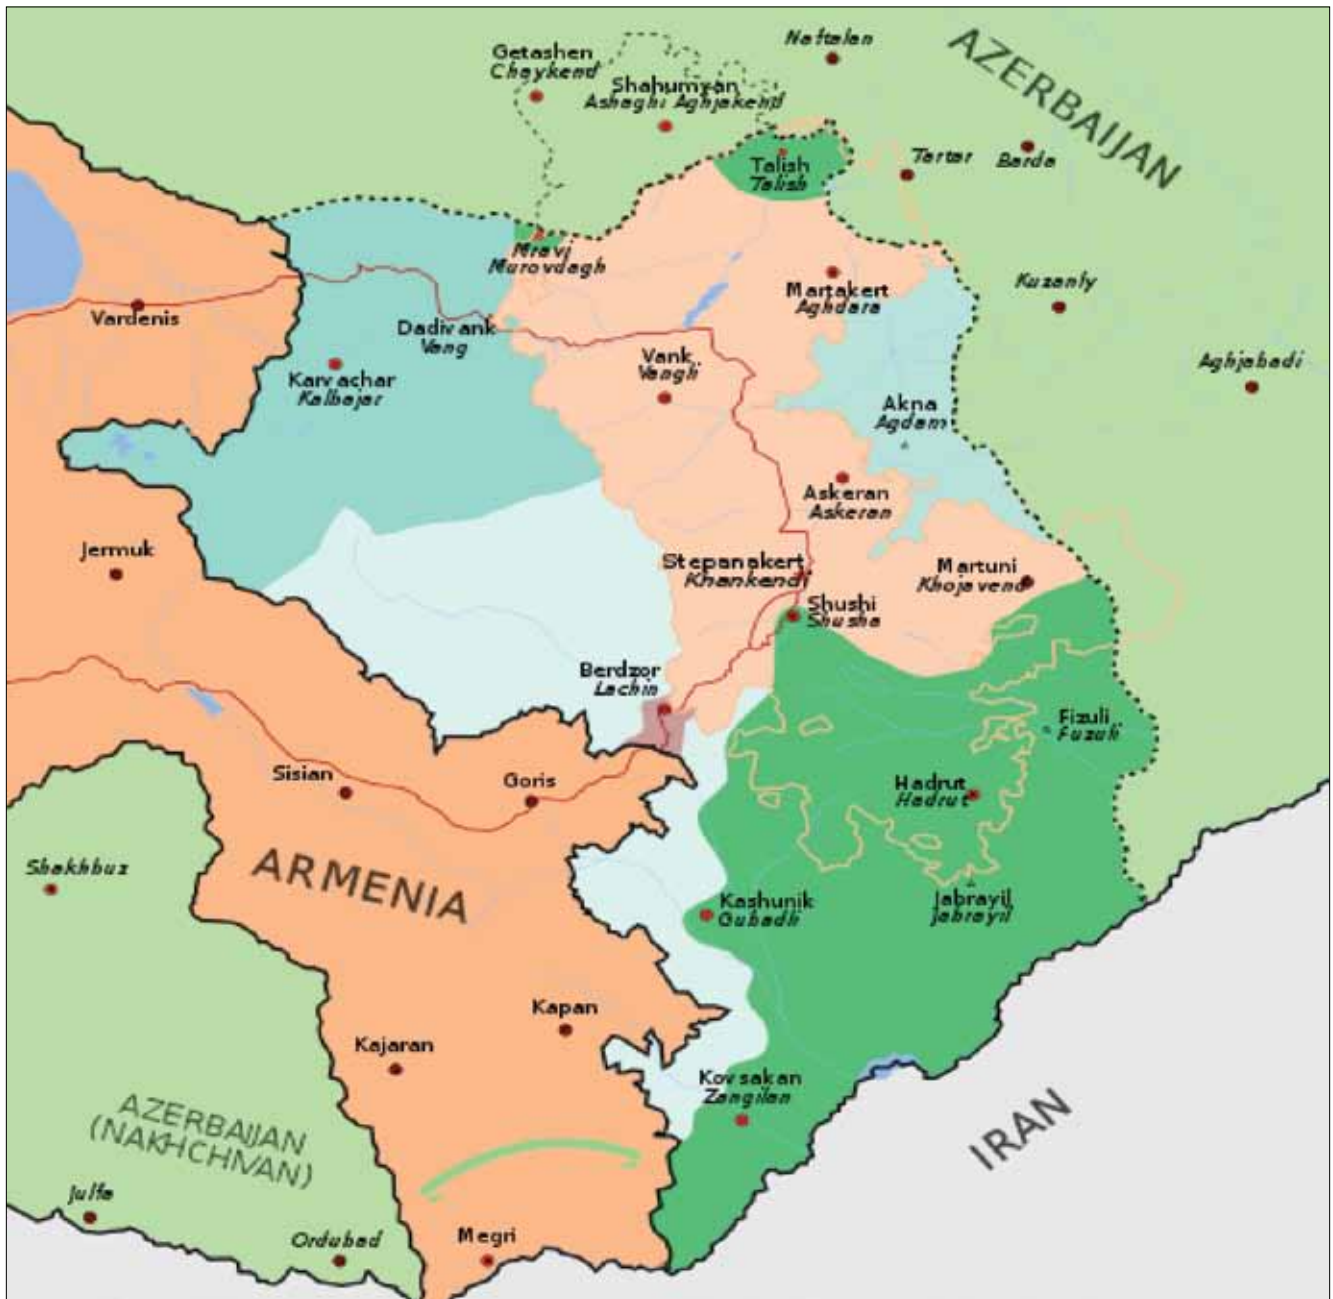 Naftalan
AZERBAIJAN
Getashen
Chaykend
Shahumyan
Ashaghi Aghjakend
Talish
Talish
Tartar
Barda
Mravj
Murovdagh
Martakert
Aghdara
Kuzanly
Vardenis
Dadivank
Vang
Vank
Vangli
Karvachar
Kalbajar
Aghjabadi
Akna
Agdam
Askeran
Askeran
Jermuk
Stepanakert
Khankendi
Martuni
Khojavend
Shushi
Shusha
Berdzor
Lachin
Fizuli
Fuzuli
Sisian
Goris
Hadrut
Hadrut
Shakhbuz
ARMENIA
Kashunik
Gubadli
Jabrayil
Jabrayil
Kapan
Kajaran
Kovsakan
Zangilan
AZERBAIJAN
(NAKHCHIVAN)
IRAN
Julfa
Ordubad
Megri